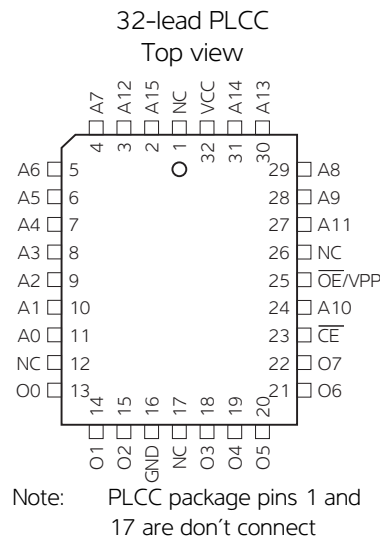 32-lead PLCC
Top view
A7 A12 A15 NC VCC A14 A13
4 3 2 1 32 31 30
A6 5 29 A8
A5 6 28 A9
A4 7 27 A11
A3 8 26 NC
A2 9 25 OE/VPP
A1 10 24 A10
A0 11 23 CE
NC 12 22 O7
O0 13 21 O6
14 15 16 17 18 19 20
O1 O2 GND NC O3 O4 O5
Note: PLCC package pins 1 and
17 are don't connect